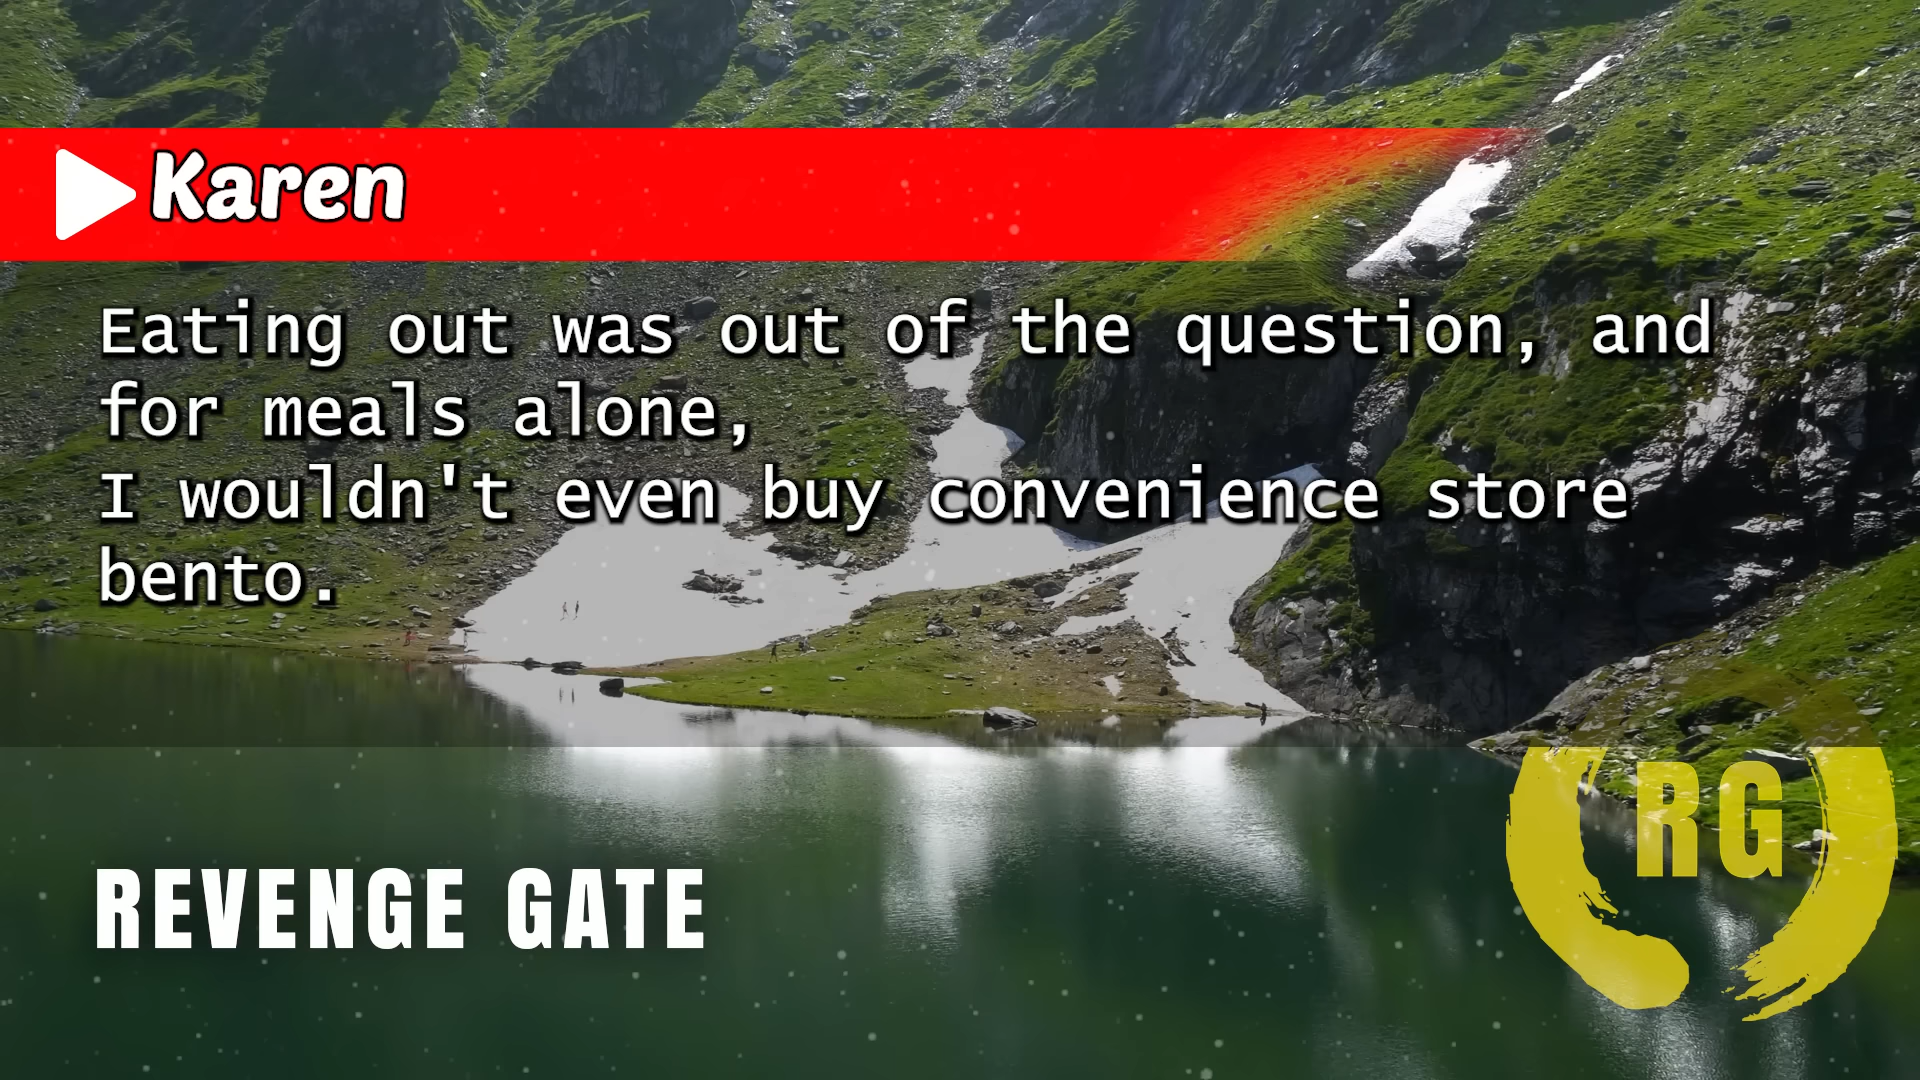 Karen
Eating out was out of the question, and
for meals alone,
I wouldn't even buy convenience store
bento.
RG
REVENGE GATE